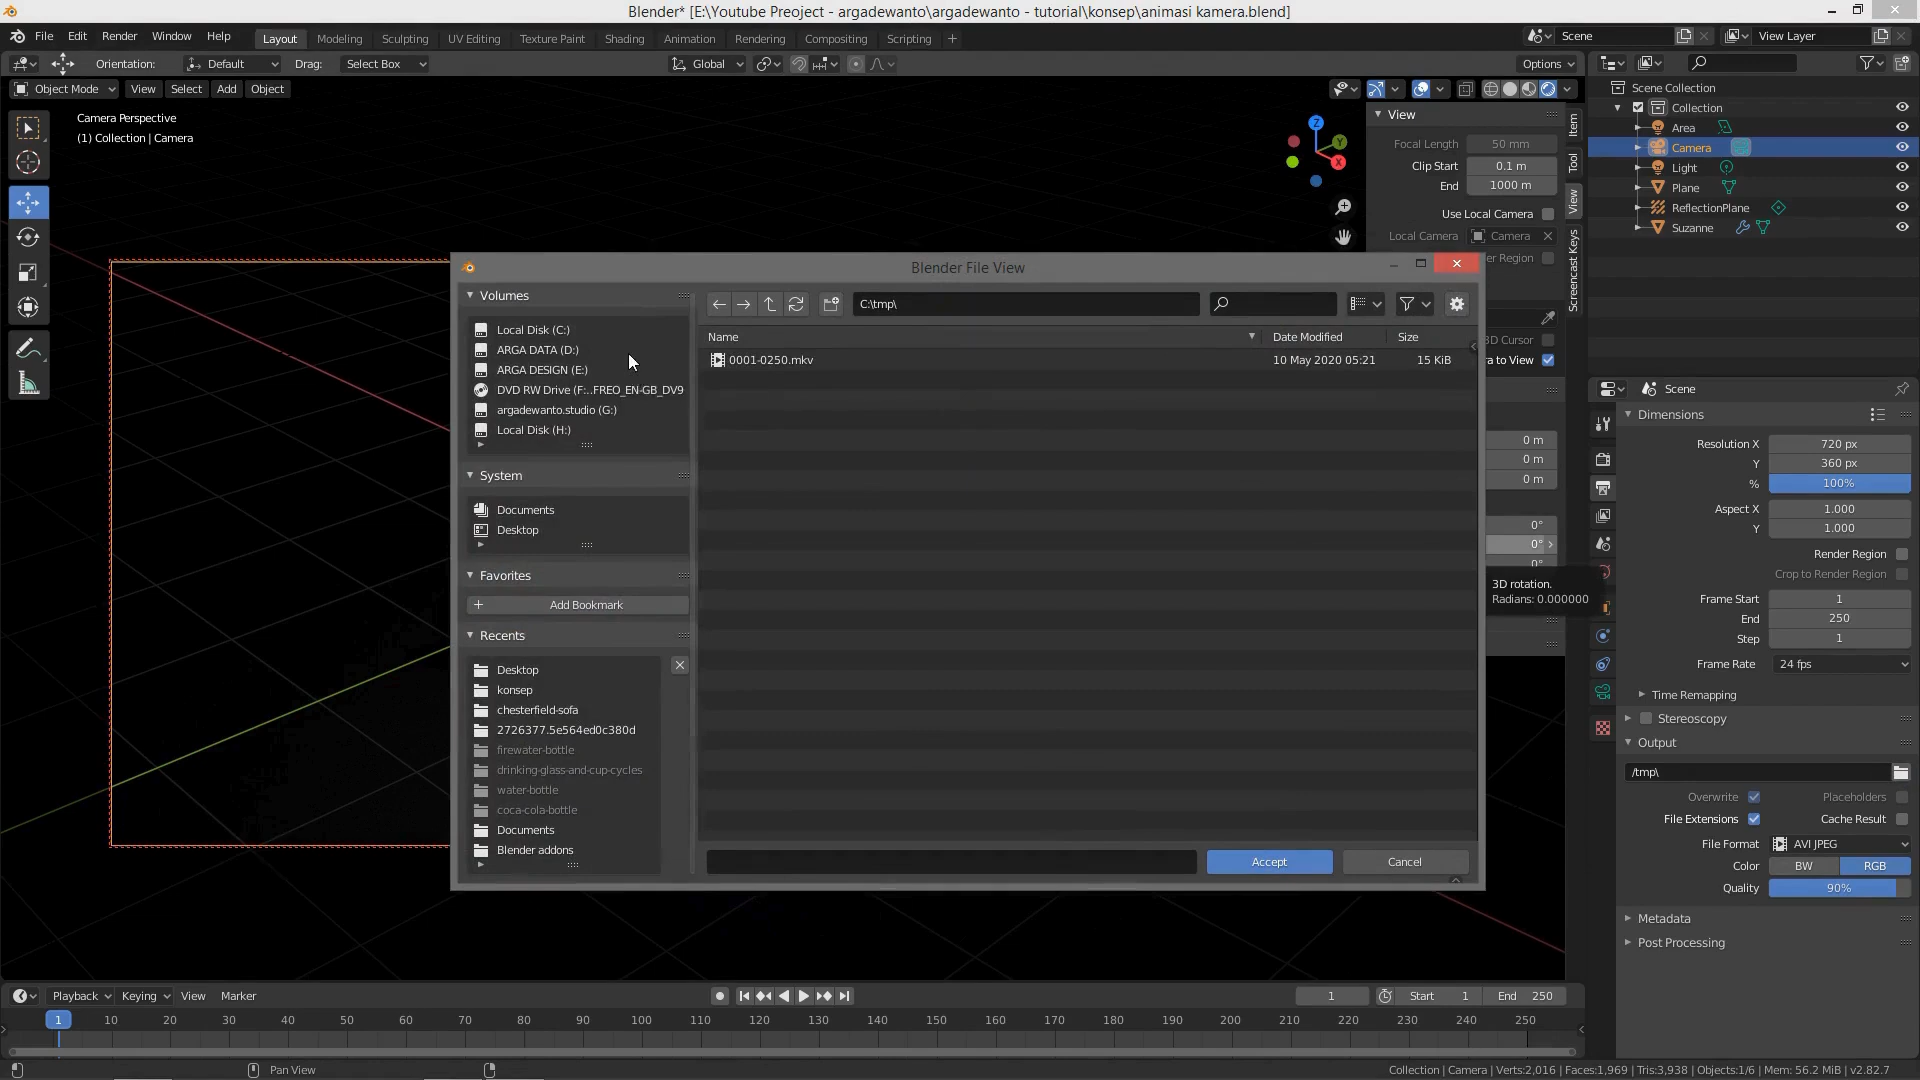 Blender* [E:\Youtube Preoject - argadewanto\argadewanto - tutorial\konsep\animasi kamera.blend]
File Edit Render Window Help Layout Modeling Sculpting UV Editing Texture Paint Shading Animation Rendering Compositing Scripting + Scene View Layer
Orientation: Default Drag: Select Box Global Options
Object Mode View Select Add Object
Camera Perspective
(1) Collection | Camera
Z
Y
X
View
Focal Length 50 mm
Clip Start 0.1 m
End 1000 m
Use Local Camera
Local Camera Camera
er Region
3D Cursor
ra to View
Item
Tool
View
Screencast Keys
0 m
0 m
0 m
0°
0°
0°
3D rotation.
Radians: 0.000000
Scene Collection
Collection
Area
Camera
Light
Plane
ReflectionPlane
Suzanne
Blender File View
Volumes
Local Disk (C:)
ARGA DATA (D:)
ARGA DESIGN (E:)
DVD RW Drive (F:..FREO_EN-GB_DV9
argadewanto.studio (G:)
Local Disk (H:)
System
Documents
Desktop
Favorites
Add Bookmark
Recents
Desktop
konsep
chesterfield-sofa
2726377.5e564ed0c380d
firewater-bottle
drinking-glass-and-cup-cycles
water-bottle
coca-cola-bottle
Documents
Blender addons
C:\tmp\
Name Date Modified Size
0001-0250.mkv 10 May 2020 05:21 15 KiB
Accept Cancel
Scene
Dimensions
Resolution X 720 px
Y 360 px
% 100%
Aspect X 1.000
Y 1.000
Render Region
Crop to Render Region
Frame Start 1
End 250
Step 1
Frame Rate 24 fps
Time Remapping
Stereoscopy
Output
/tmp\
Overwrite Placeholders
File Extensions Cache Result
File Format AVI JPEG
Color BW RGB
Quality 90%
Metadata
Post Processing
Playback Keying View Marker 1 Start 1 End 250
1 10 20 30 40 50 60 70 80 90 100 110 120 130 140 150 160 170 180 190 200 210 220 230 240 250
Pan View Collection | Camera | Verts:2,016 | Faces:1,969 | Tris:3,938 | Objects:1/6 | Mem: 56.2 MiB | v2.82.7